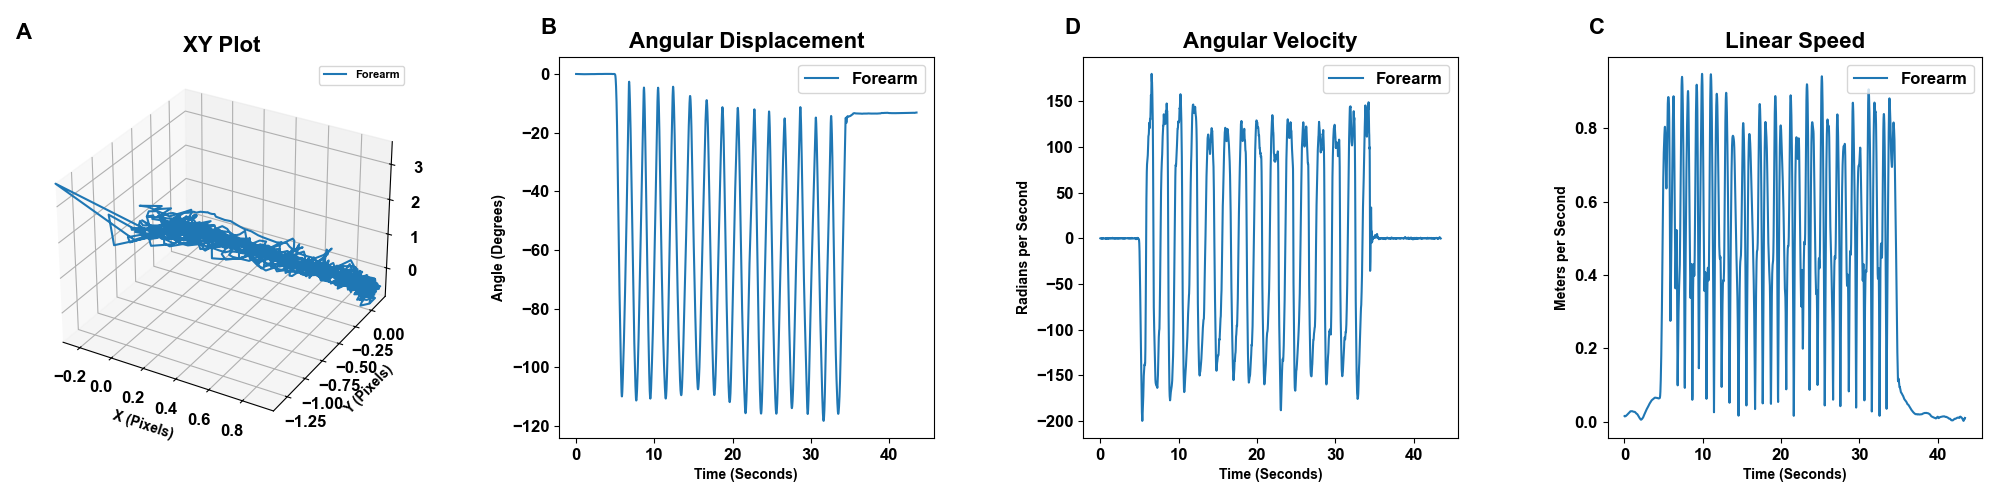 A
XY Plot
Forearm
3
2
1
0
0.00
−0.25
−0.50
−0.75
−1.00
−1.25
Y (Pixels)
−0.2
0.0
0.2
0.4
0.6
0.8
X (Pixels)
B
Angular Displacement
Forearm
0
−20
−40
−60
−80
−100
−120
Angle (Degrees)
0
10
20
30
40
Time (Seconds)
D
Angular Velocity
Forearm
150
100
50
0
−50
−100
−150
−200
Radians per Second
0
10
20
30
40
Time (Seconds)
C
Linear Speed
Forearm
0.8
0.6
0.4
0.2
0.0
Meters per Second
0
10
20
30
40
Time (Seconds)